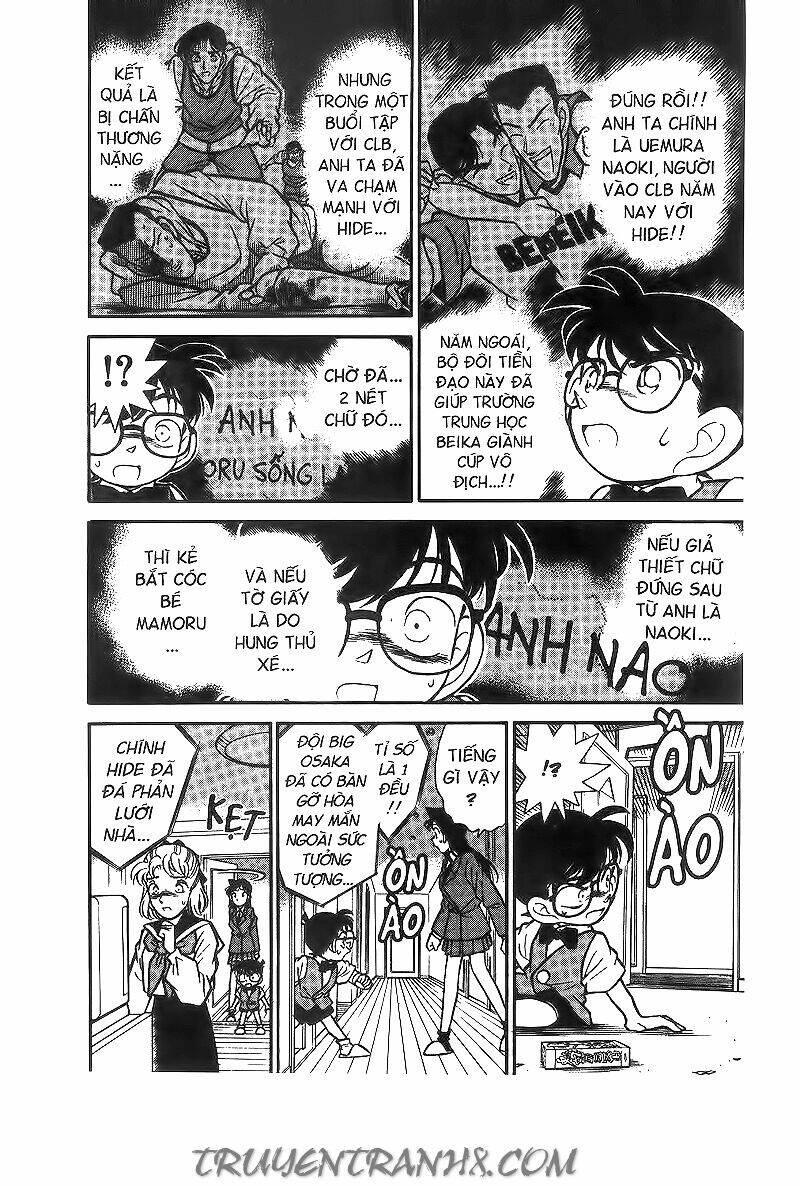 ĐÚNG RỒI!!
ANH TA CHÍNH
LÀ UEMURA
NAOKI, NGƯỜI
VÀO CLB NĂM
NAY VỚI
HIDE!!
BEBEIK
NĂM NGOÁI,
BỘ ĐÔI TIỀN
ĐẠO NÀY ĐÃ
GIÚP TRƯỜNG
TRUNG HỌC
BEIKA GIÀNH
CÚP VÔ
ĐỊCH...!!
NHƯNG
TRONG MỘT
BUỔI TẬP
VỚI CLB,
ANH TA ĐÃ
VA CHẠM
MẠNH VỚI
HIDE...
KẾT
QUẢ LÀ
BỊ CHẤN
THƯƠNG
NẶNG
...
CHỜ ĐÃ...
2 NÉT
CHỮ ĐÓ...
ANH N
ORU SỐNG LẠ
!?
NẾU GIẢ
THIẾT CHỮ
ĐỨNG SAU
TỪ ANH LÀ
NAOKI...
ANH NAO
VÀ NẾU
TỜ GIẤY
LÀ DO
HUNG THỦ
XÉ...
THÌ KẺ
BẮT CÓC
BÉ
MAMORU
...
!?
ỒN
ÀO
TIẾNG
GÌ VẬY
?
TỈ SỐ
LÀ 1
ĐỀU
!!
ĐỘI BIG
OSAKA
ĐÃ CÓ BÀN
GỠ HÒA
MAY MẮN
NGOÀI SỨC
TƯỞNG
TƯỢNG...
ỒN
ÀO
CHÍNH
HIDE ĐÃ
ĐÁ PHẢN
LƯỚI
NHÀ...
KẸT
TRUYENTRANH8.COM